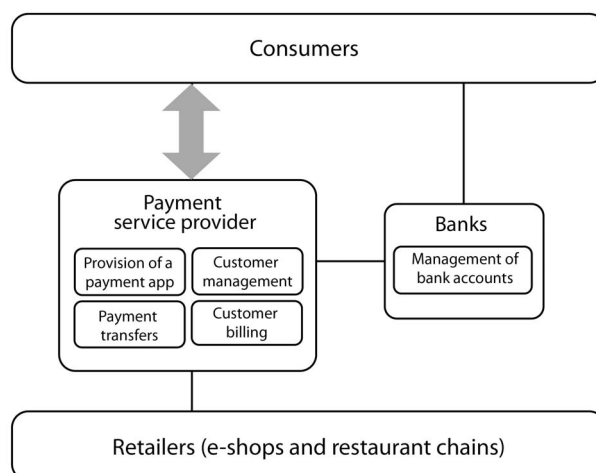 Consumers
Payment
service provider
Provision of a
payment app
Customer
management
Payment
transfers
Customer
billing
Banks
Management of
bank accounts
Retailers (e-shops and restaurant chains)